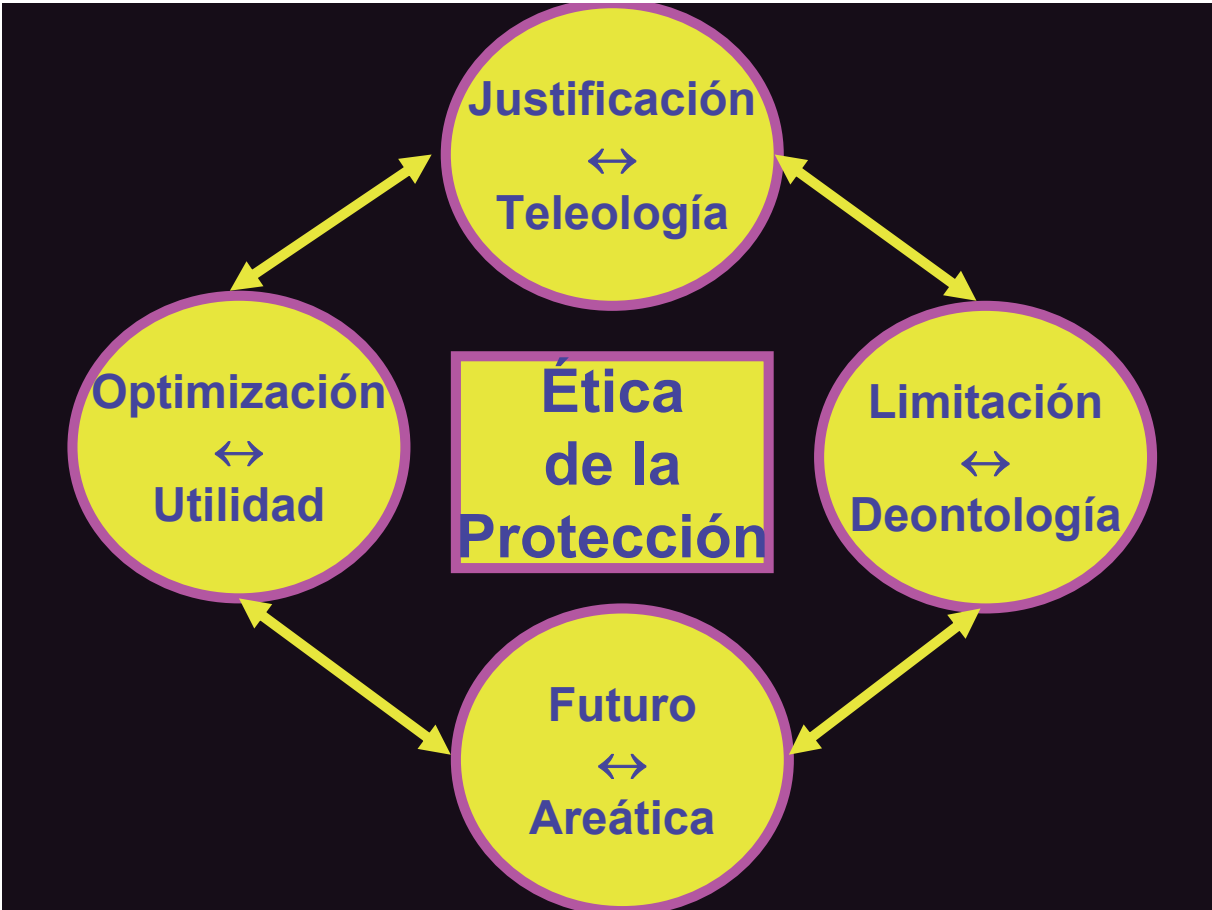 Justificación
↔
Teleología
Optimización
↔
Utilidad
Ética
de la
Protección
Limitación
↔
Deontología
Futuro
↔
Areática